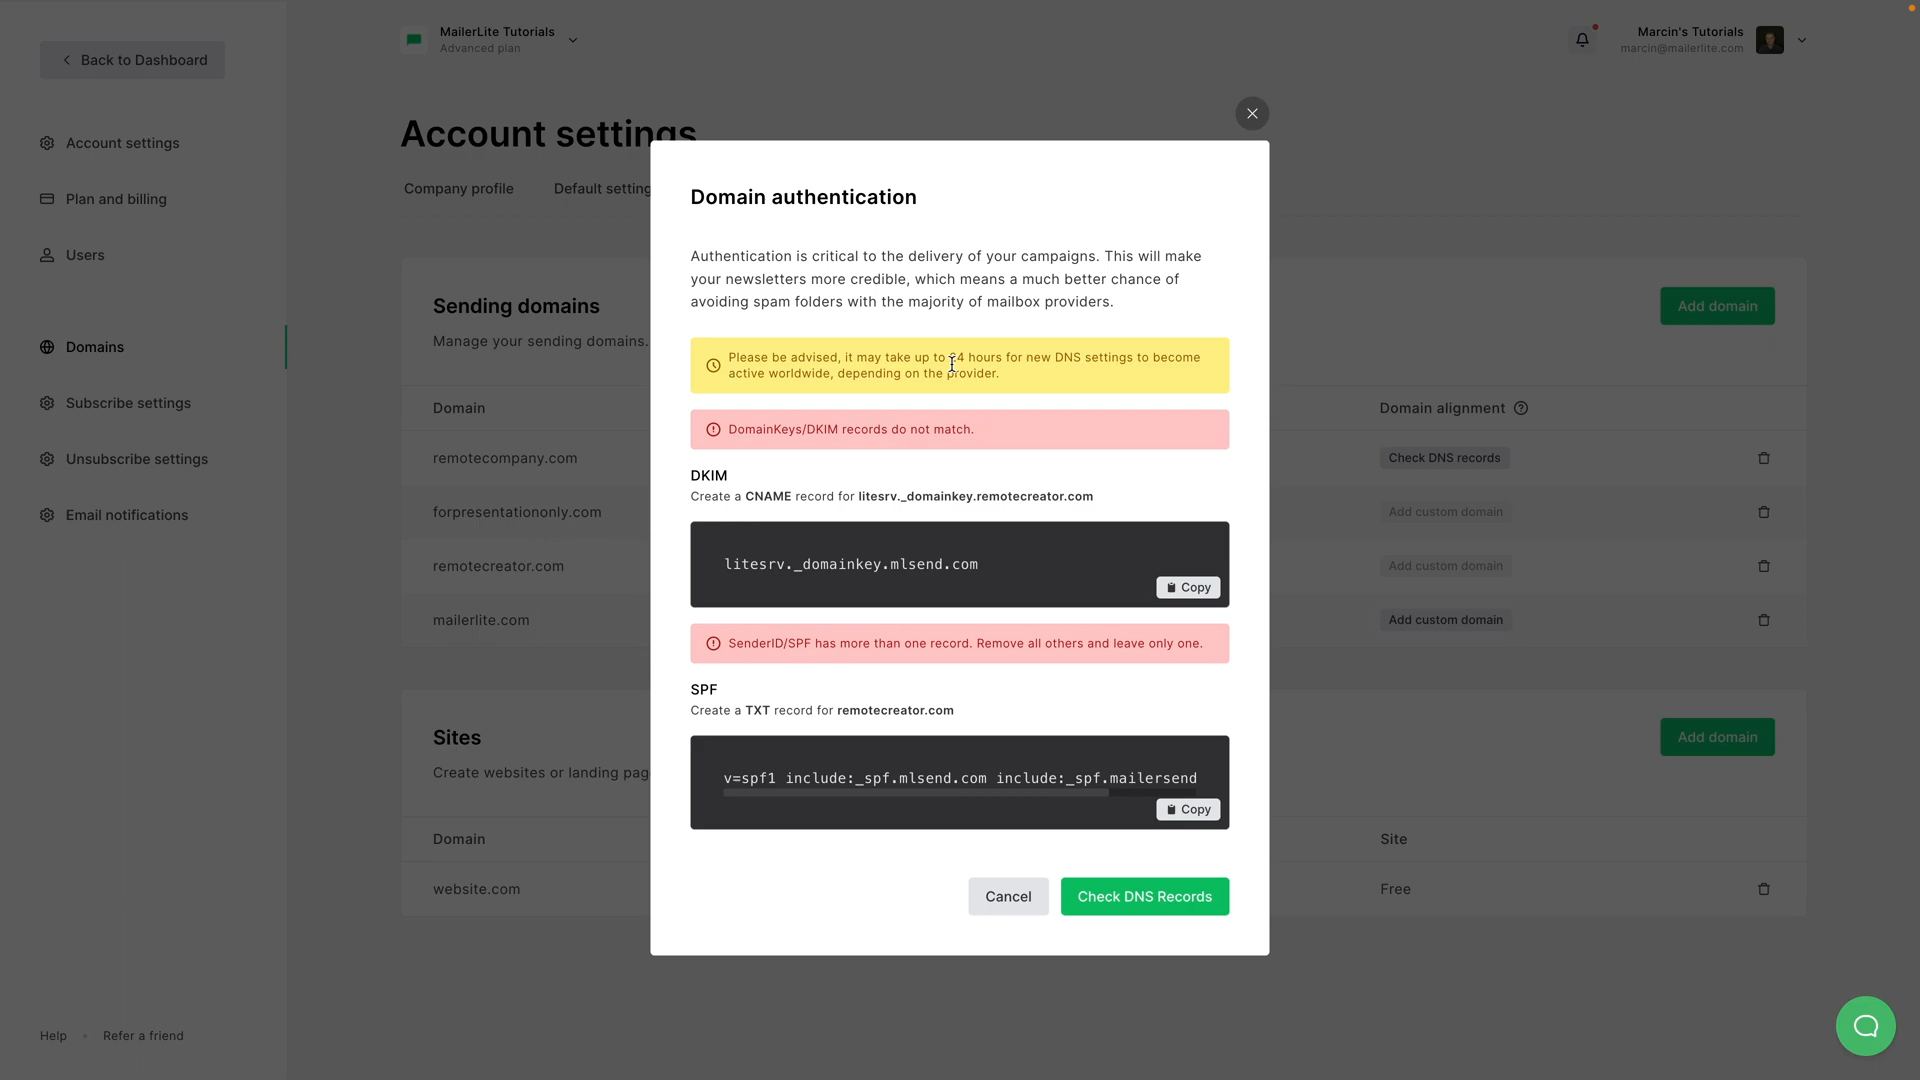 Back to Dashboard
Account settings
Plan and billing
Users
Domains
Subscribe settings
Unsubscribe settings
Email notifications
Help • Refer a friend
MailerLite Tutorials
Advanced plan
Marcin's Tutorials
marcin@mailerlite.com
Account settings
Company profile Default setting
Sending domains
Manage your sending domains.
Add domain
Domain Domain alignment
remotecompany.com Check DNS records
forpresentationonly.com Add custom domain
remotecreator.com Add custom domain
mailerlite.com Add custom domain
Sites
Create websites or landing pag
Add domain
Domain Site
website.com Free
Domain authentication
Authentication is critical to the delivery of your campaigns. This will make
your newsletters more credible, which means a much better chance of
avoiding spam folders with the majority of mailbox providers.
Please be advised, it may take up to 24 hours for new DNS settings to become
active worldwide, depending on the provider.
DomainKeys/DKIM records do not match.
DKIM
Create a CNAME record for litesrv._domainkey.remotecreator.com
litesrv._domainkey.mlsend.com
Copy
SenderID/SPF has more than one record. Remove all others and leave only one.
SPF
Create a TXT record for remotecreator.com
v=spf1 include:_spf.mlsend.com include:_spf.mailersend
Copy
Cancel
Check DNS Records